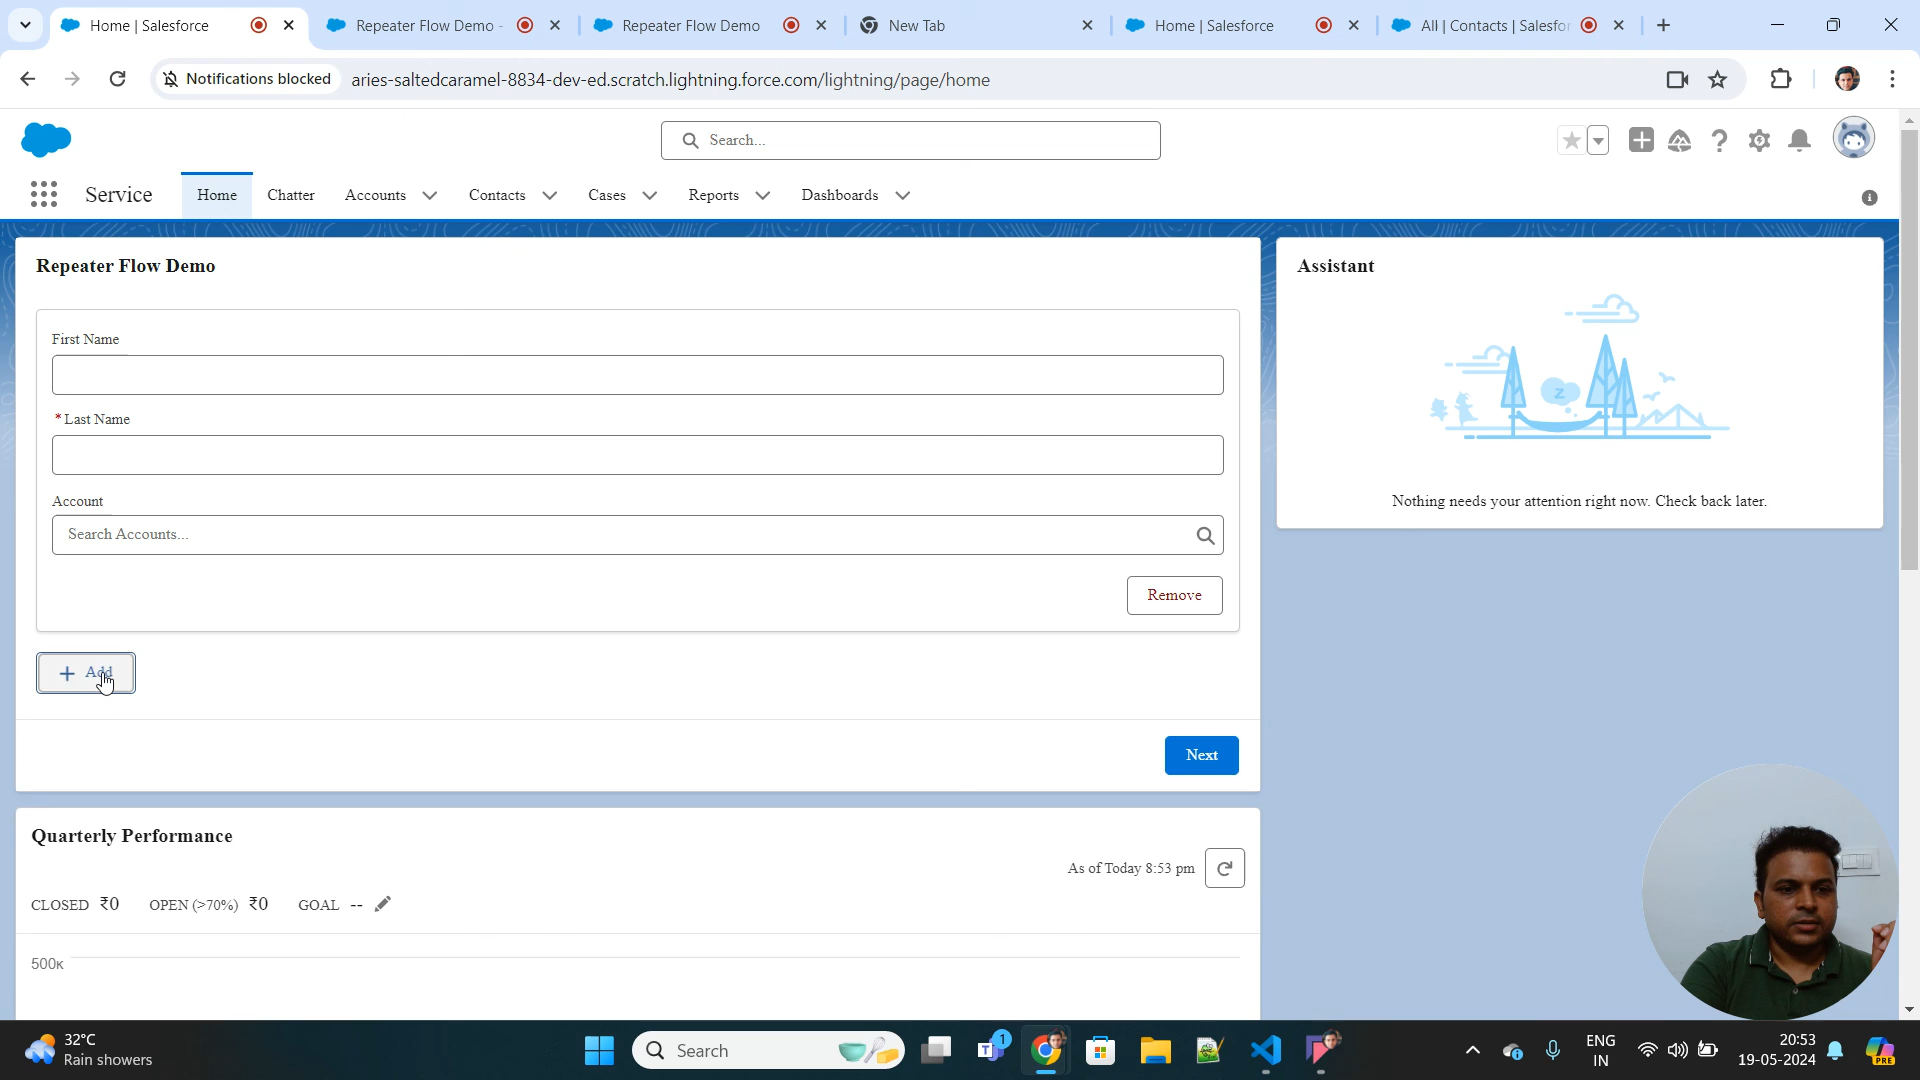 Home | Salesforce
Repeater Flow Demo -
Repeater Flow Demo
New Tab
Home | Salesforce
All | Contacts | Salesfor
Notifications blocked
aries-saltedcaramel-8834-dev-ed.scratch.lightning.force.com/lightning/page/home
Search...
Service
Home
Chatter
Accounts
Contacts
Cases
Reports
Dashboards
Repeater Flow Demo
First Name
*Last Name
Account
Search Accounts...
Remove
Add
Next
Assistant
z
Nothing needs your attention right now. Check back later.
Quarterly Performance
As of Today 8:53 pm
CLOSED ₹0 OPEN (>70%) ₹0 GOAL --
500K
32°C
Rain showers
Search
1
PRE
ENG
IN
20:53
19-05-2024